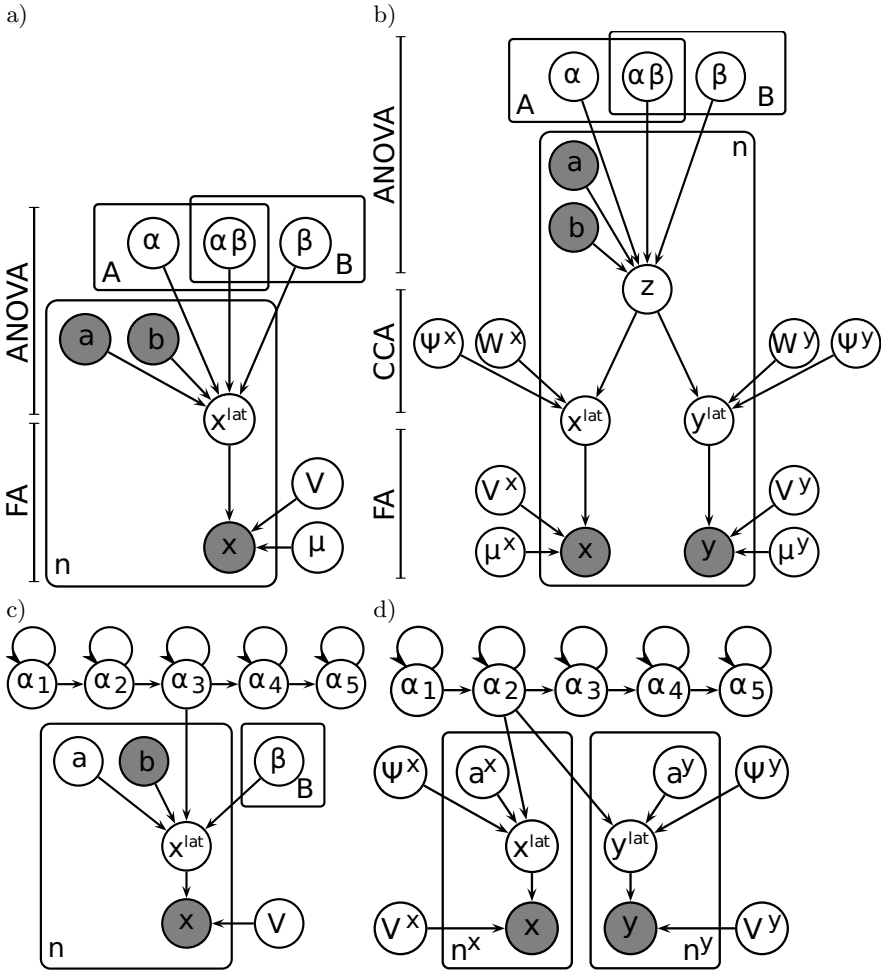 a)
b)
ANOVA
FA
α
αβ
β
A
B
a
b
x^lat
V
x
μ
n
ANOVA
CCA
FA
α
αβ
β
A
B
a
n
b
z
Ψ^x
W^x
W^y
Ψ^y
x^lat
y^lat
V^x
V^y
μ^x
x
y
μ^y
c)
d)
α1
α2
α3
α4
α5
a
b
β
B
x^lat
x
V
n
α1
α2
α3
α4
α5
Ψ^x
a^x
a^y
Ψ^y
x^lat
y^lat
V^x
x
y
V^y
n^x
n^y